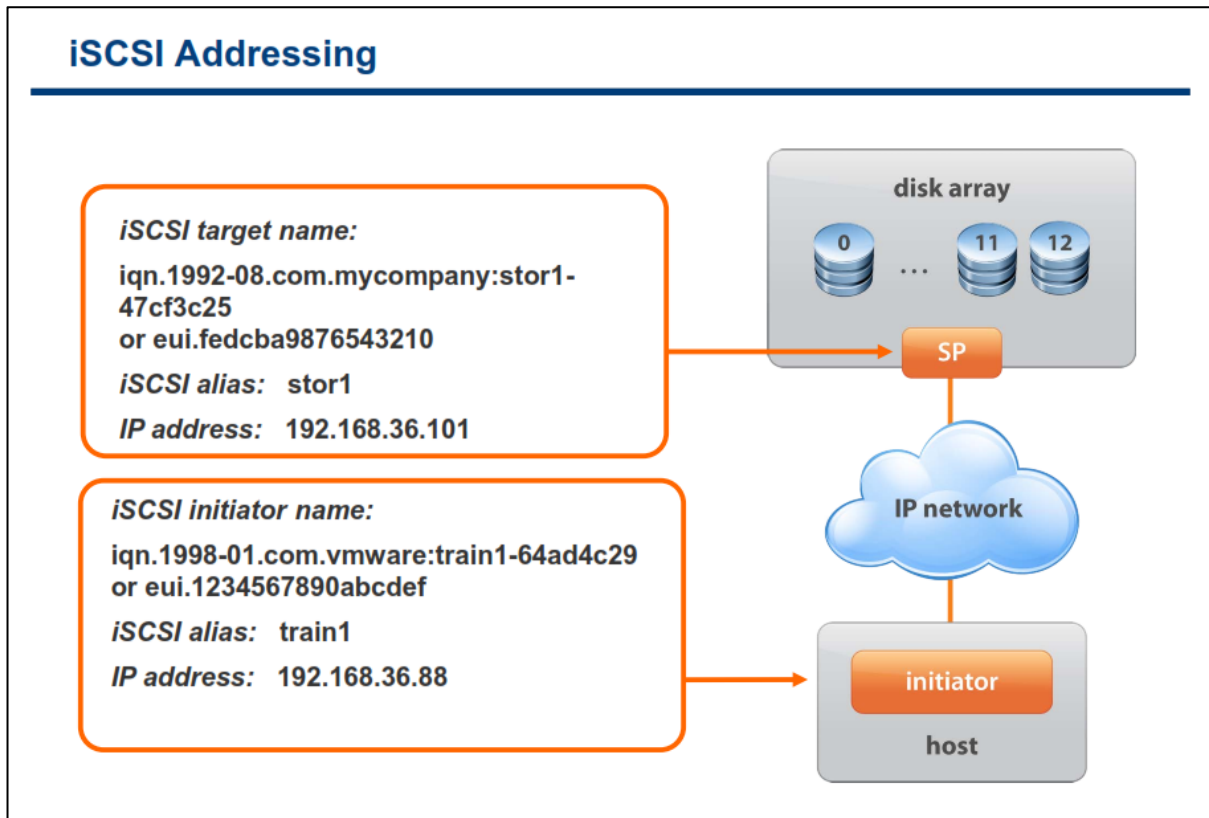 iSCSI Addressing
iSCSI target name:
iqn.1992-08.com.mycompany:stor1-
47cf3c25
or eui.fedcba9876543210
iSCSI alias: stor1
IP address: 192.168.36.101
iSCSI initiator name:
iqn.1998-01.com.vmware:train1-64ad4c29
or eui.1234567890abcdef
iSCSI alias: train1
IP address: 192.168.36.88
disk array
0 ... 11 12
SP
IP network
initiator
host